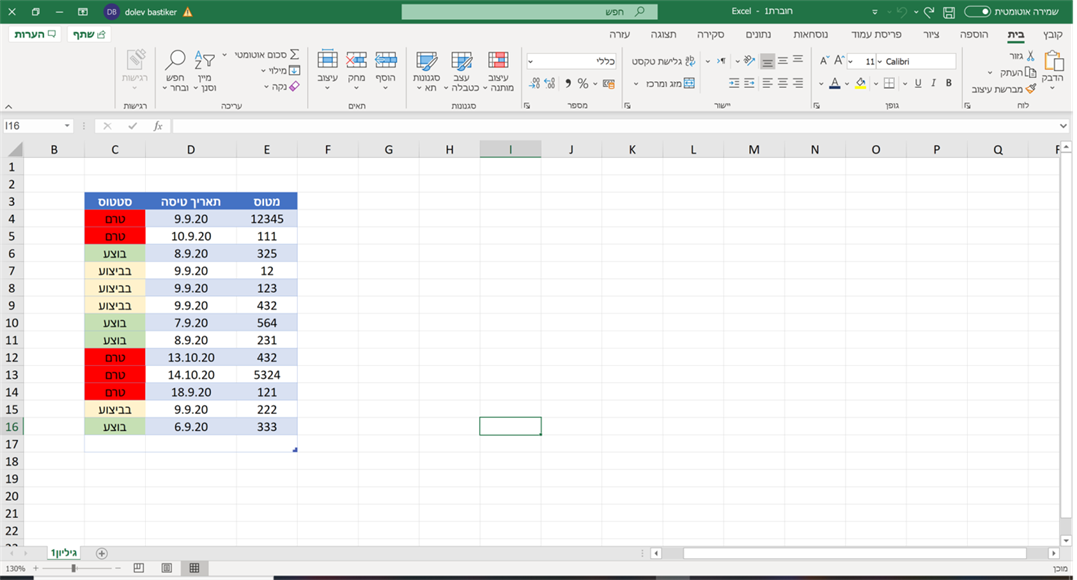 שמירה אוטומטית
חוברת1 - Excel
חפש
dolev bastiker
DB
קובץ בית הוספה ציור פריסת עמוד נוסחאות נתונים סקירה תצוגה עזרה
שתף
הערות
הדבק
גזור
העתק
מברשת עיצוב
לוח
Calibri 11
B I U
גופן
גלישת טקסט
מזג ומרכז
יישור
כללי
מספר
עיצוב מותנה
עצב כטבלה
סגנונות תא
סגנונות
הוסף
מחק
עיצוב
תאים
סכום אוטומטי
מילוי
נקה
מיין וסנן
חפש ובחר
עריכה
רגישות
רגישות
I16
fx
B C D E F G H I J K L M N O P Q
1
2
3 סטטוס תאריך טיסה מטוס
4 טרם 9.9.20 12345
5 טרם 10.9.20 111
6 בוצע 8.9.20 325
7 בביצוע 9.9.20 12
8 בביצוע 9.9.20 123
9 בביצוע 9.9.20 432
10 בוצע 7.9.20 564
11 בוצע 8.9.20 231
12 טרם 13.10.20 432
13 טרם 14.10.20 5324
14 טרם 18.9.20 121
15 בביצוע 9.9.20 222
16 בוצע 6.9.20 333
17
18
19
20
21
22
גיליון1
מוכן
130%